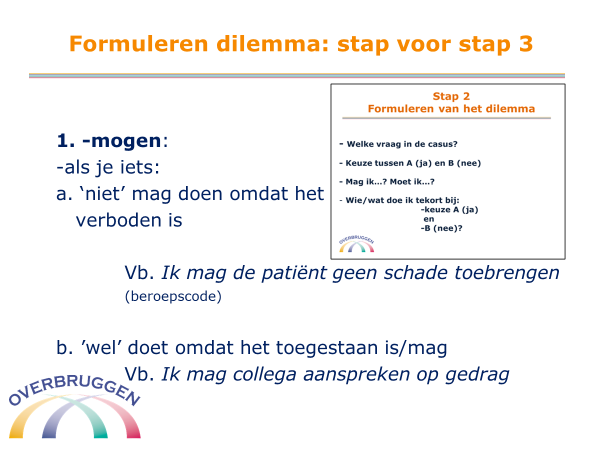 Formuleren dilemma: stap voor stap 3
Stap 2
Formuleren van het dilemma
- Welke vraag in de casus?
- Keuze tussen A (ja) en B (nee)
- Mag ik...? Moet ik...?
- Wie/wat doe ik tekort bij:
-keuze A (ja)
en
-B (nee)?
OVERBRUGGEN
1. -mogen:
-als je iets:
a. ‘niet’ mag doen omdat het
verboden is
Vb. Ik mag de patiënt geen schade toebrengen
(beroepscode)
b. ’wel’ doet omdat het toegestaan is/mag
Vb. Ik mag collega aanspreken op gedrag
OVERBRUGGEN